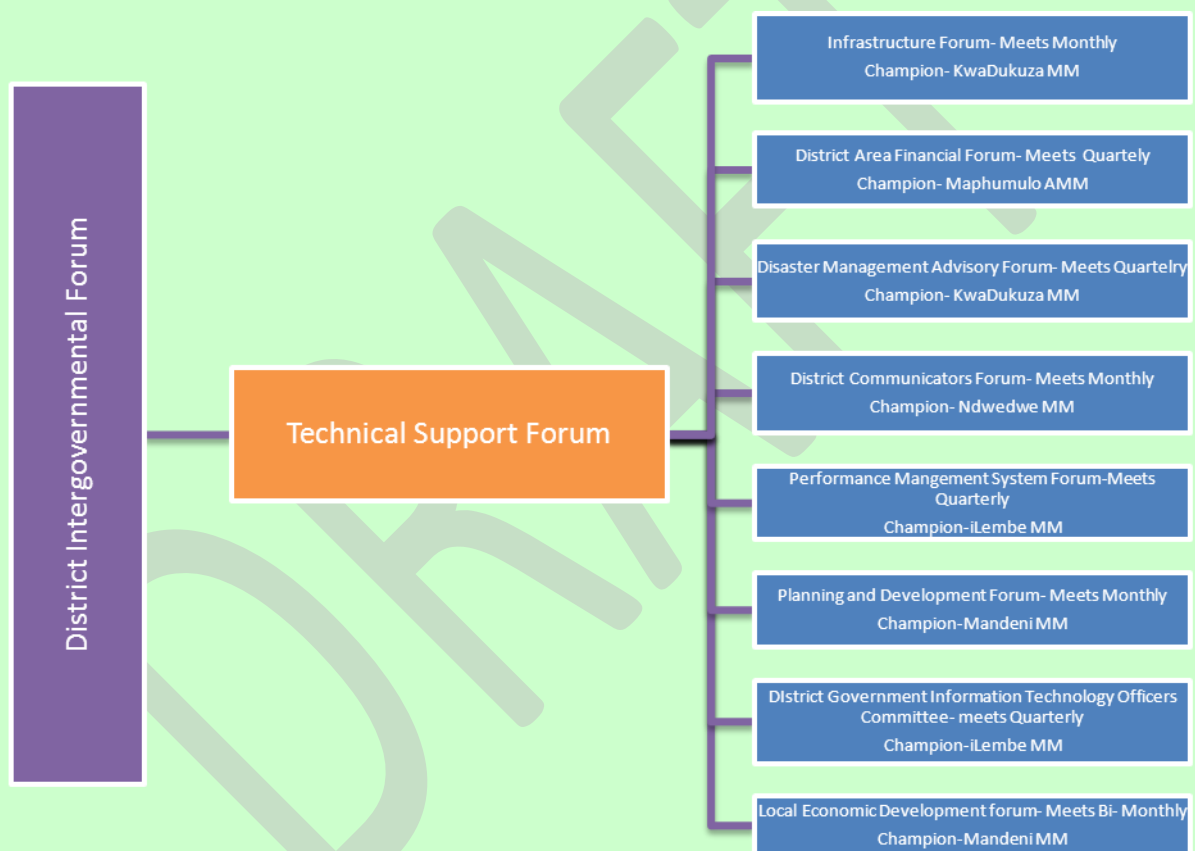 District Intergovernmental Forum
Technical Support Forum
Infrastructure Forum- Meets Monthly
Champion- KwaDukuza MM
District Area Financial Forum- Meets Quartely
Champion- Maphumulo AMM
Disaster Management Advisory Forum- Meets Quartelry
Champion- KwaDukuza MM
District Communicators Forum- Meets Monthly
Champion- Ndwedwe MM
Performance Mangement System Forum-Meets
Quarterly
Champion-iLembe MM
Planning and Development Forum- Meets Monthly
Champion-Mandeni MM
DIstrict Government Information Technology Officers
Committee- meets Quarterly
Champion-iLembe MM
Local Economic Development forum- Meets Bi- Monthly
Champion-Mandeni MM
DRAFT